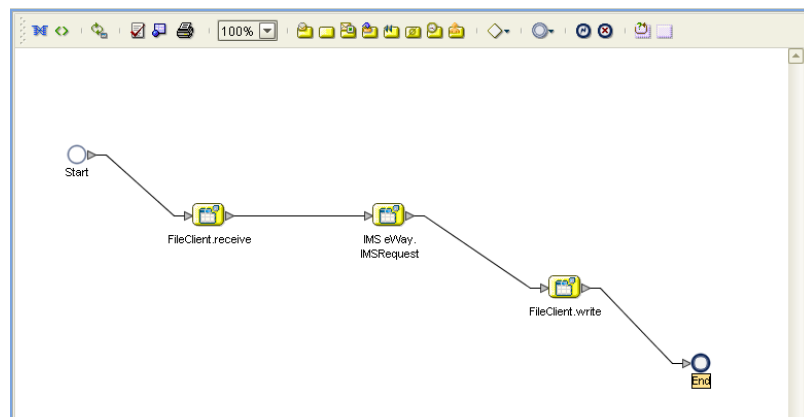 100%
Start
FileClient.receive
IMS eWay.
IMSRequest
FileClient.write
End